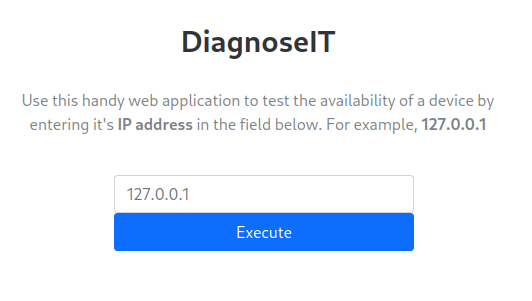 DiagnoseIT
Use this handy web application to test the availability of a device by
entering it's IP address in the field below. For example, 127.0.0.1
127.0.0.1
Execute